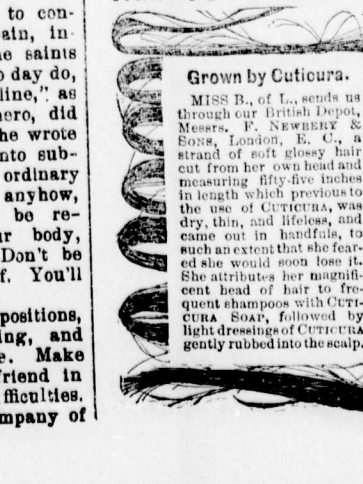 to con-
ain, in-
e saints
o day do,
line,", as
ero, did
he wrote
nto sub-
ordinary
anyhow,
be re-
ur body,
Don't be
f. You'll
positions,
ing, and
e. Make
friend in
fficulties.
mpany of
Grown by Cuticura.
MISS B., of L., sends us
through our British Depot,
Messrs. F. NEWBERY &
SONS, London, E. C., a
strand of soft glossy hair
cut from her own head and
measuring fifty-five inches
in length which previous to
the use of CUTICURA, was
dry, thin, and lifeless, and
came out in handfuls, to
such an extent that she fear-
ed she would soon lose it.
She attributes her magnifi-
cent head of hair to fre-
quent shampoos with CUTI-
CURA SOAP, followed by
light dressings of CUTICURA
gently rubbed into the scalp.